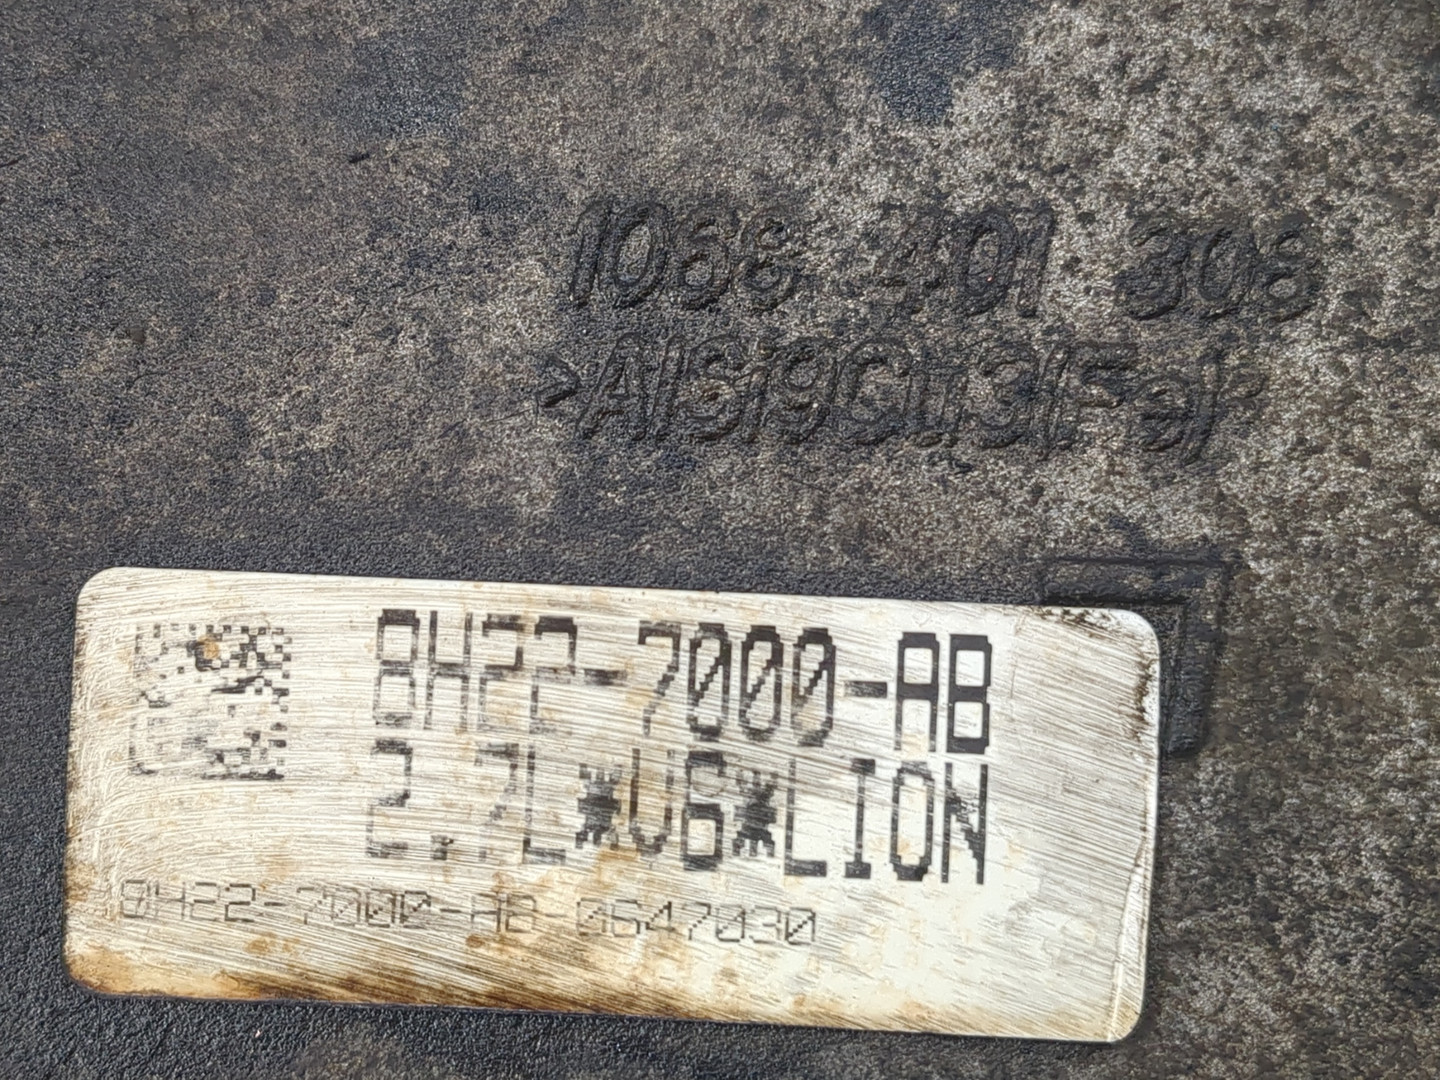 1068 401 308
>AlSi9Cu3(Fe)<
8H22-7000-AB
2.7L*V6*LION
8H22-7000-AB-0647030